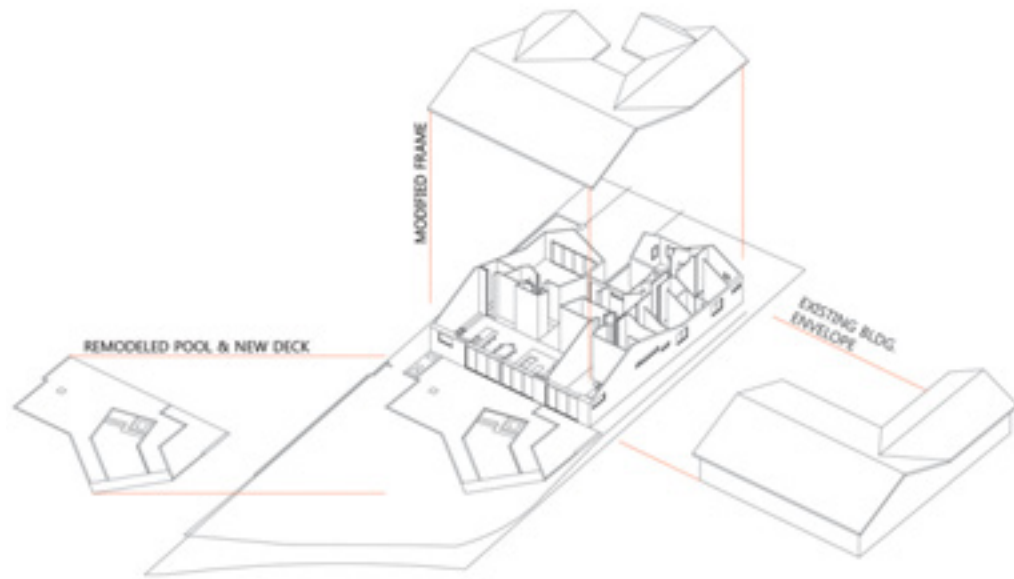 MODIFIED FRAME
REMODELED POOL & NEW DECK
EXISTING BLDG.
ENVELOPE